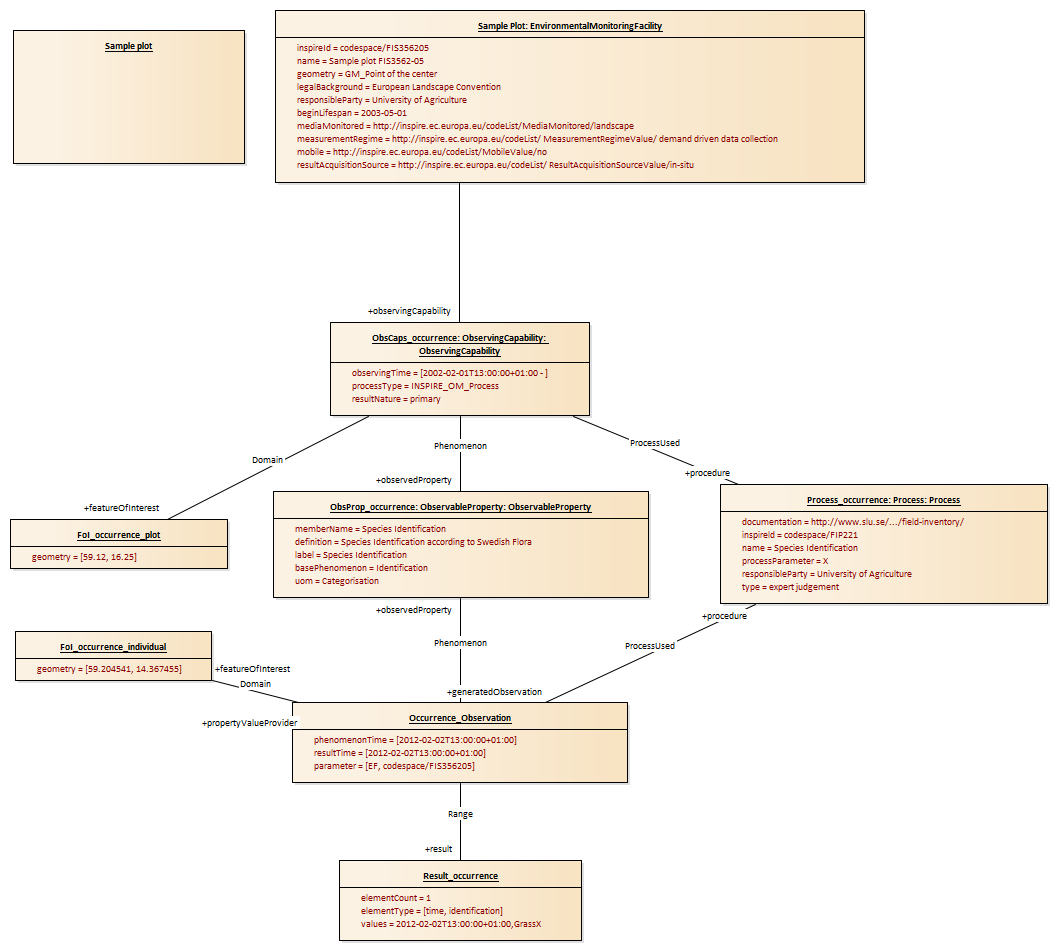 Sample plot
Sample Plot: EnvironmentalMonitoringFacility
inspireId = codespace/FIS356205
name = Sample plot FIS3562-05
geometry = GM_Point of the center
legalBackground = European Landscape Convention
responsibleParty = University of Agriculture
beginLifespan = 2003-05-01
mediaMonitored = http://inspire.ec.europa.eu/codeList/MediaMonitored/landscape
measurementRegime = http://inspire.ec.europa.eu/codeList/ MeasurementRegimeValue/ demand driven data collection
mobile = http://inspire.ec.europa.eu/codeList/MobileValue/no
resultAcquisitionSource = http://inspire.ec.europa.eu/codeList/ ResultAcquisitionSourceValue/in-situ
+observingCapability
ObsCaps_occurrence: ObservingCapability:
ObservingCapability
observingTime = [2002-02-01T13:00:00+01:00 - ]
processType = INSPIRE_OM_Process
resultNature = primary
Domain
Phenomenon
ProcessUsed
+featureOfInterest
+observedProperty
+procedure
FoI_occurrence_plot
geometry = [59.12, 16.25]
ObsProp_occurrence: ObservableProperty: ObservableProperty
memberName = Species Identification
definition = Species Identification according to Swedish Flora
label = Species Identification
basePhenomenon = Identification
uom = Categorisation
Process_occurrence: Process: Process
documentation = http://www.slu.se/.../field-inventory/
inspireId = codespace/FIP221
name = Species Identification
processParameter = X
responsibleParty = University of Agriculture
type = expert judgement
+observedProperty
+procedure
Phenomenon
ProcessUsed
FoI_occurrence_individual
geometry = [59.204541, 14.367455]
+featureOfInterest
Domain
+generatedObservation
+propertyValueProvider
Occurrence_Observation
phenomenonTime = [2012-02-02T13:00:00+01:00]
resultTime = [2012-02-02T13:00:00+01:00]
parameter = [EF, codespace/FIS356205]
Range
+result
Result_occurrence
elementCount = 1
elementType = [time, identification]
values = 2012-02-02T13:00:00+01:00,GrassX